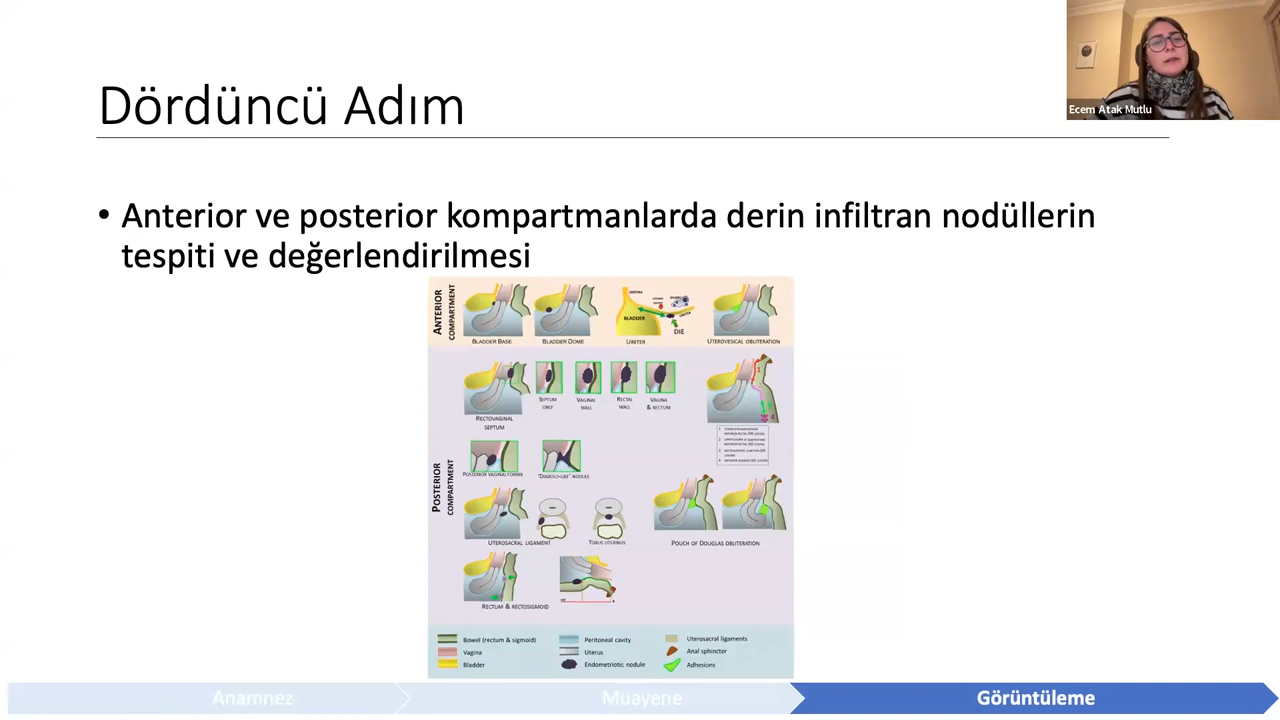 Ecem Atak Mutlu
Dördüncü Adım
• Anterior ve posterior kompartmanlarda derin infiltran nodüllerin
tespiti ve değerlendirilmesi
ANTERIOR
COMPARTMENT
BLADDER BASE
BLADDER DOME
BLADDER
DIE
URETER
UTEROVESICAL OBLITERATION
POSTERIOR
COMPARTMENT
RECTOVAGINAL
SEPTUM
SEPTUM
ONLY
VAGINAL
WALL
RECTAL
WALL
VAGINA
& RECTUM
1
4
POSTERIOR VAGINAL FORNIX
"DIABOLO-LIKE" NODULE
UTEROSACRAL LIGAMENT
TORUS UTERINUS
POUCH OF DOUGLAS OBLITERATION
RECTUM & RECTOSIGMOID
Bowel (rectum & sigmoid)
Vagina
Bladder
Peritoneal cavity
Uterus
Endometriotic nodule
Uterosacral ligaments
Anal sphincter
Adhesions
Anamnez
Muayene
Görüntüleme